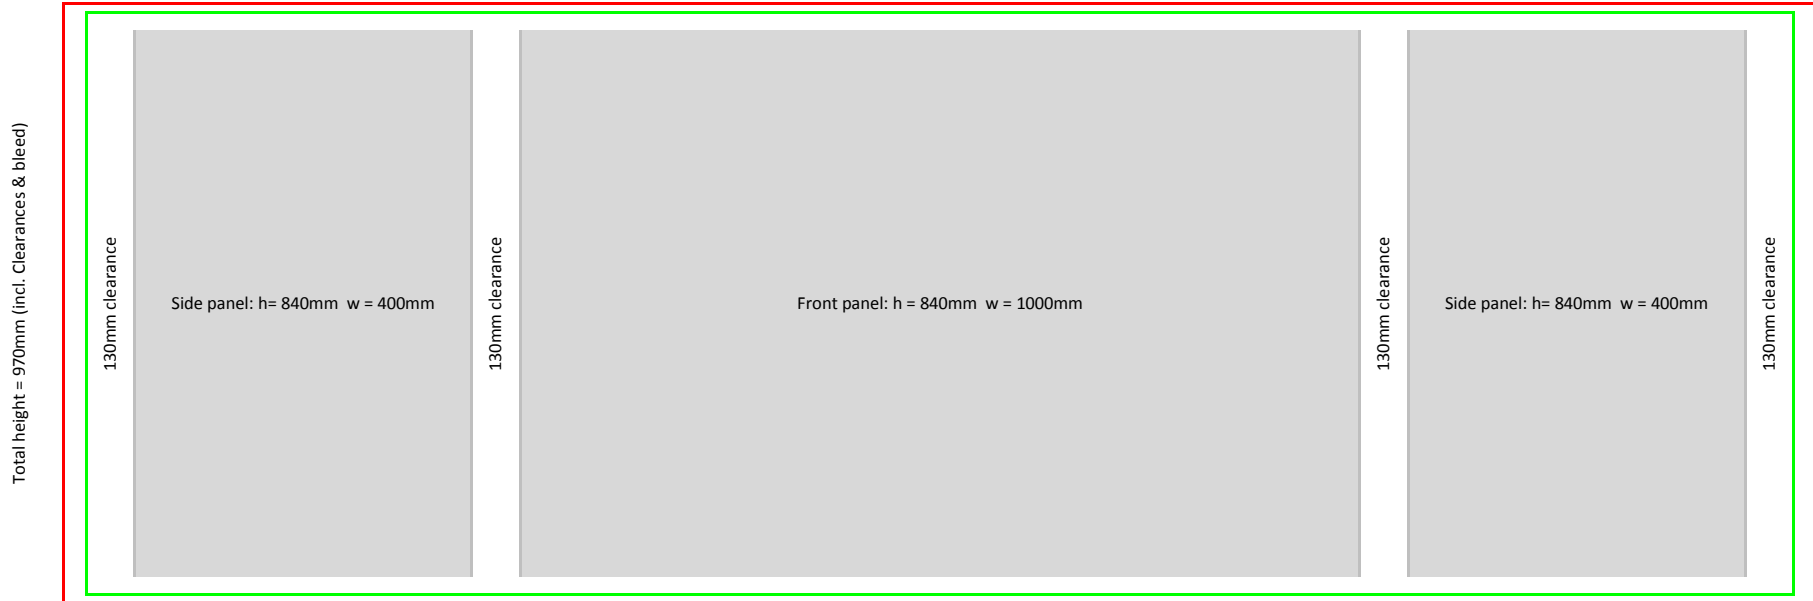 Total height = 970mm (incl. Clearances & bleed)
130mm clearance
Side panel: h= 840mm  w = 400mm
130mm clearance
Front panel: h = 840mm  w = 1000mm
130mm clearance
Side panel: h= 840mm  w = 400mm
130mm clearance